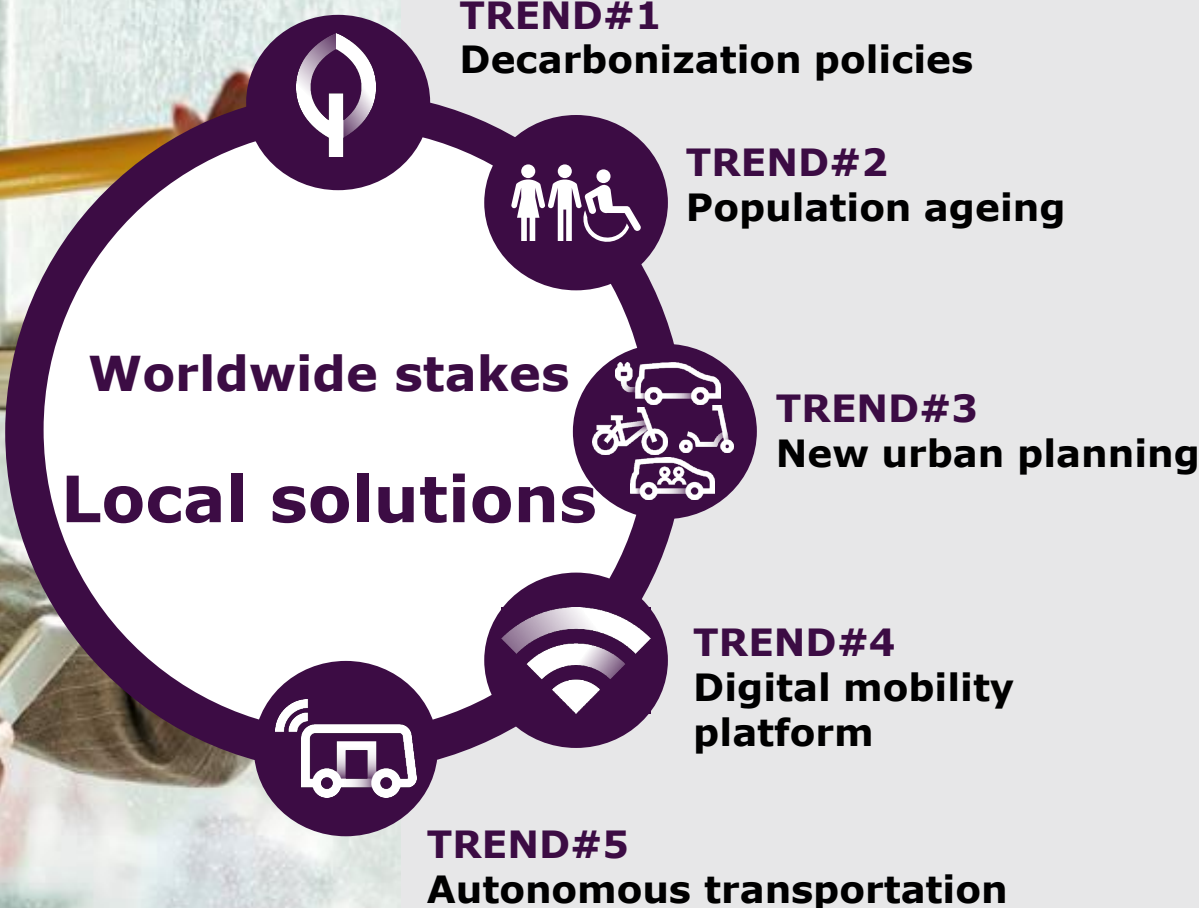 TREND#1
Decarbonization policies
TREND#2
Population ageing
Worldwide stakes
Local solutions
TREND#3
New urban planning
TREND#4
Digital mobility
platform
TREND#5
Autonomous transportation